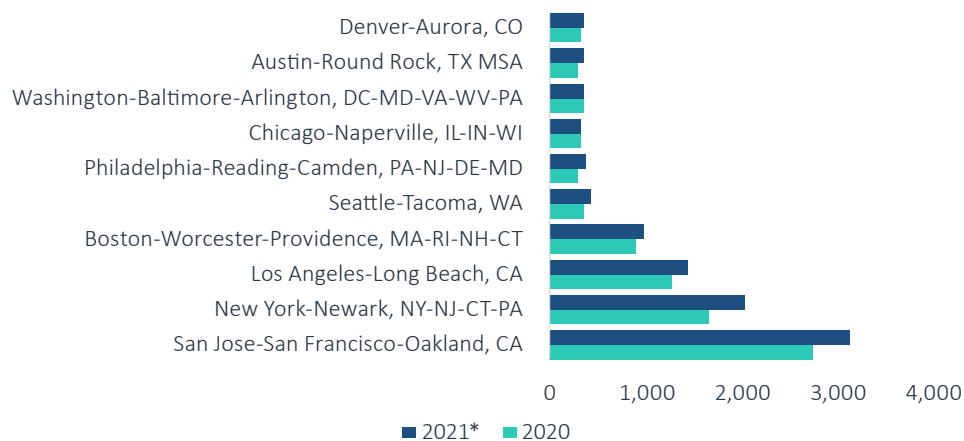 Denver-Aurora, CO
Austin-Round Rock, TX MSA
Washington-Baltimore-Arlington, DC-MD-VA-WV-PA
Chicago-Naperville, IL-IN-WI
Philadelphia-Reading-Camden, PA-NJ-DE-MD
Seattle-Tacoma, WA
Boston-Worcester-Providence, MA-RI-NH-CT
Los Angeles-Long Beach, CA
New York-Newark, NY-NJ-CT-PA
San Jose-San Francisco-Oakland, CA
0 1,000 2,000 3,000 4,000
2021* 2020